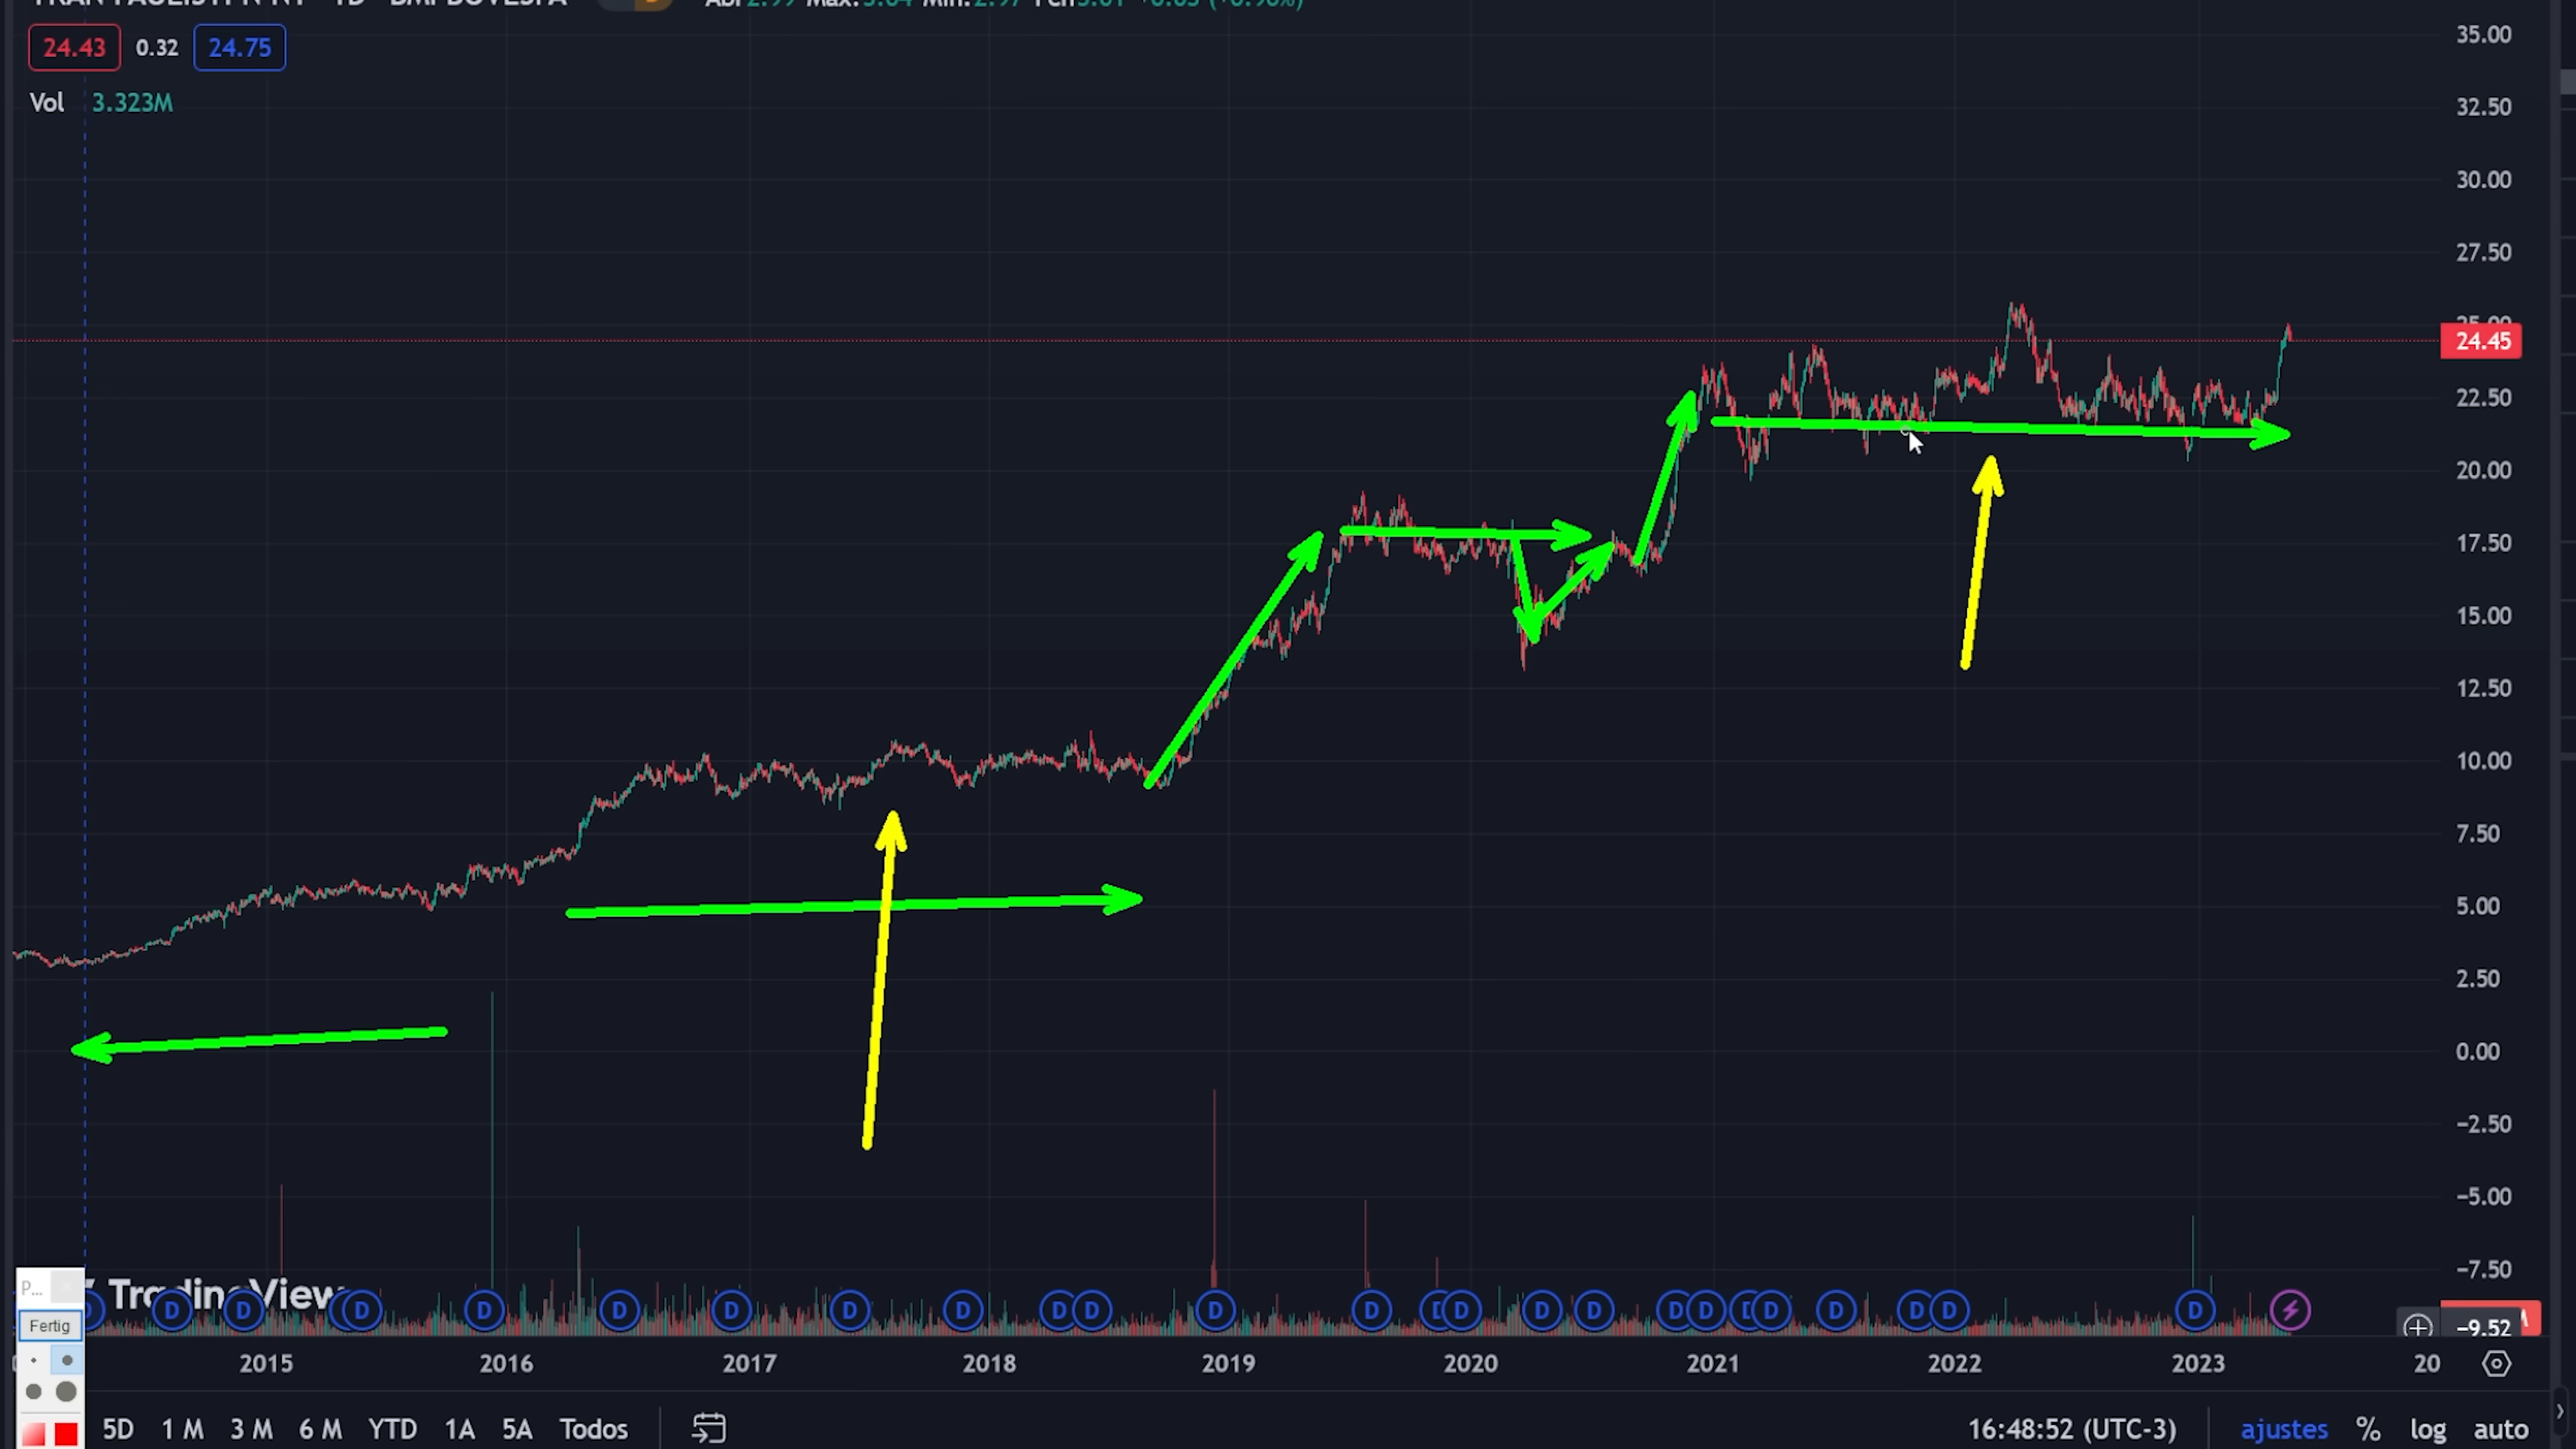 24.43 0.32 24.75
Vol 3.323M
35.00
32.50
30.00
27.50
24.45
22.50
20.00
17.50
15.00
12.50
10.00
7.50
5.00
2.50
0.00
−2.50
−5.00
−7.50
−9.52
P...
TradingView
D D D D D D D D D D D D D D D D D D D D D D D D D
Fertig
2015 2016 2017 2018 2019 2020 2021 2022 2023 20
5D 1 M 3 M 6 M YTD 1A 5A Todos 16:48:52 (UTC-3) ajustes % log auto